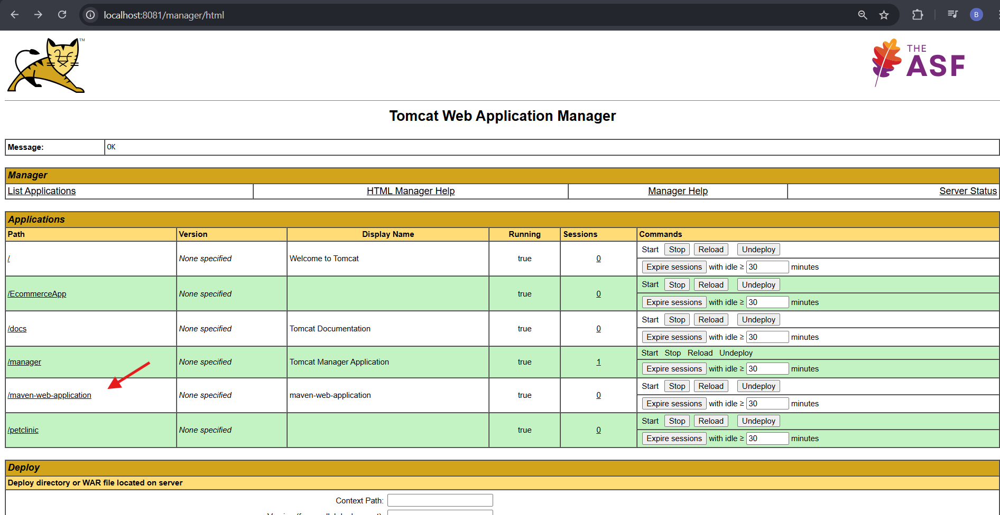 localhost:8081/manager/html
B
TM
THE
ASF
Tomcat Web Application Manager
Message: OK
Manager
List Applications HTML Manager Help Manager Help Server Status
Applications
Path Version Display Name Running Sessions Commands
/ None specified Welcome to Tomcat true 0 Start Stop Reload Undeploy
Expire sessions with idle ≥ 30 minutes
/EcommerceApp None specified true 0 Start Stop Reload Undeploy
Expire sessions with idle ≥ 30 minutes
/docs None specified Tomcat Documentation true 0 Start Stop Reload Undeploy
Expire sessions with idle ≥ 30 minutes
/manager None specified Tomcat Manager Application true 1 Start Stop Reload Undeploy
Expire sessions with idle ≥ 30 minutes
/maven-web-application None specified maven-web-application true 0 Start Stop Reload Undeploy
Expire sessions with idle ≥ 30 minutes
/petclinic None specified true 0 Start Stop Reload Undeploy
Expire sessions with idle ≥ 30 minutes
Deploy
Deploy directory or WAR file located on server
Context Path: